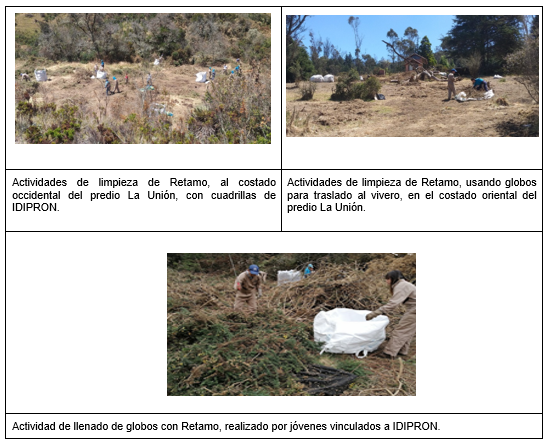 Actividades de limpieza de Retamo, al costado
occidental del predio La Unión, con cuadrillas de
IDIPRON.
Actividades de limpieza de Retamo, usando globos
para traslado al vivero, en el costado oriental del
predio La Unión.
Actividad de llenado de globos con Retamo, realizado por jóvenes vinculados a IDIPRON.